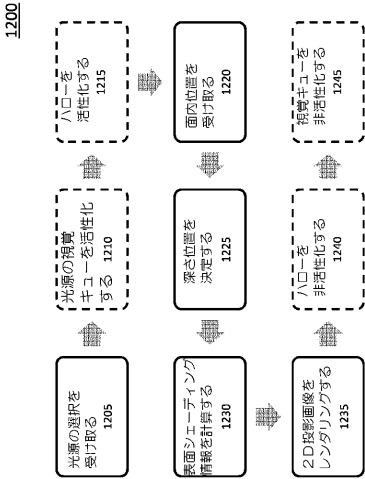 1200
光源の選択を
受け取る
1205
光源の視覚
キューを活性化
する
1210
ハローを
活性化する
1215
面内位置を
受け取る
1220
深さ位置を
決定する
1225
表面シェーディング
情報を計算する
1230
2D投影画像を
レンダリングする
1235
ハローを
非活性化する
1240
視覚キューを
非活性化する
1245